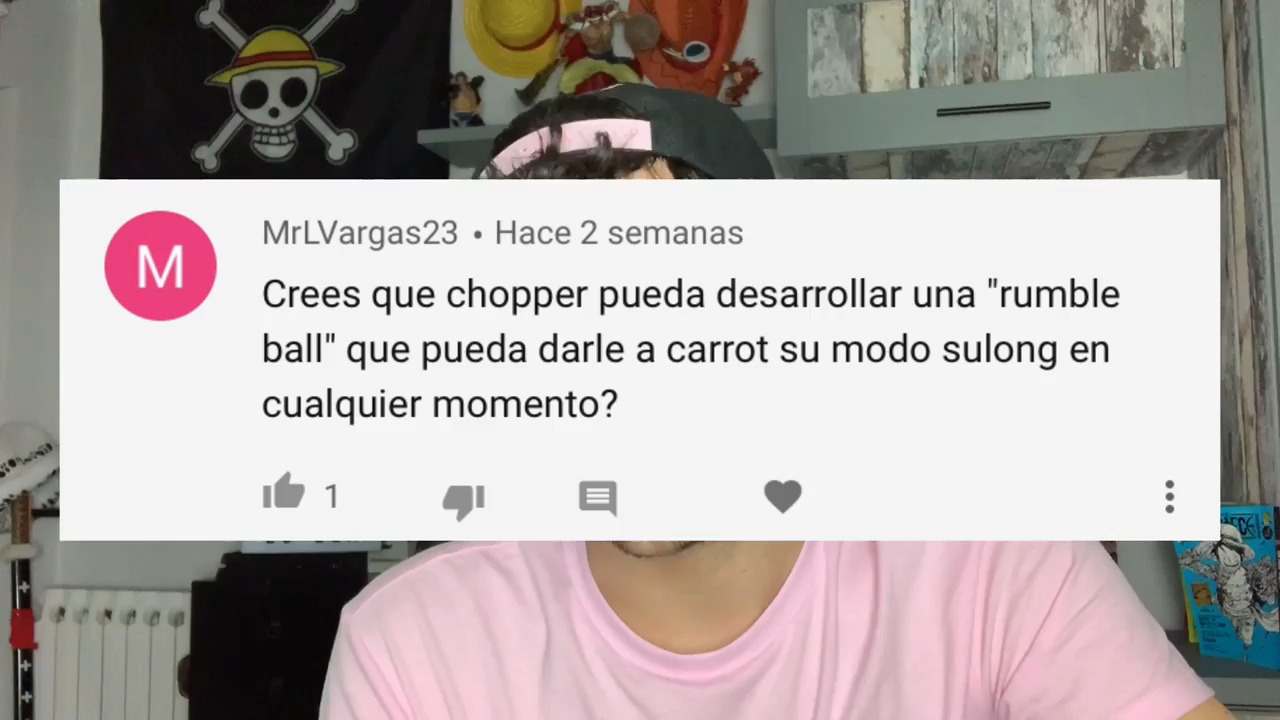 M
MrLVargas23 • Hace 2 semanas
Crees que chopper pueda desarrollar una "rumble
ball" que pueda darle a carrot su modo sulong en
cualquier momento?
1